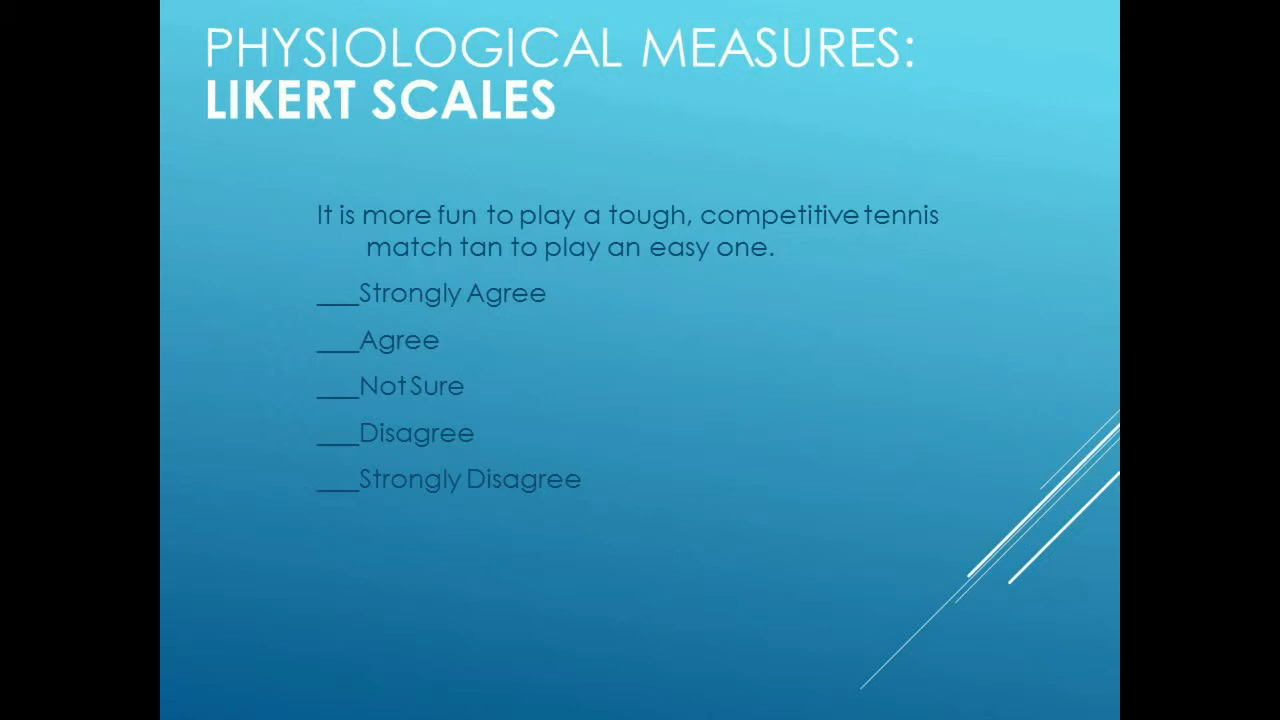 PHYSIOLOGICAL MEASURES:
LIKERT SCALES
It is more fun to play a tough, competitive tennis
match tan to play an easy one.
___Strongly Agree
___Agree
___Not Sure
___Disagree
___Strongly Disagree